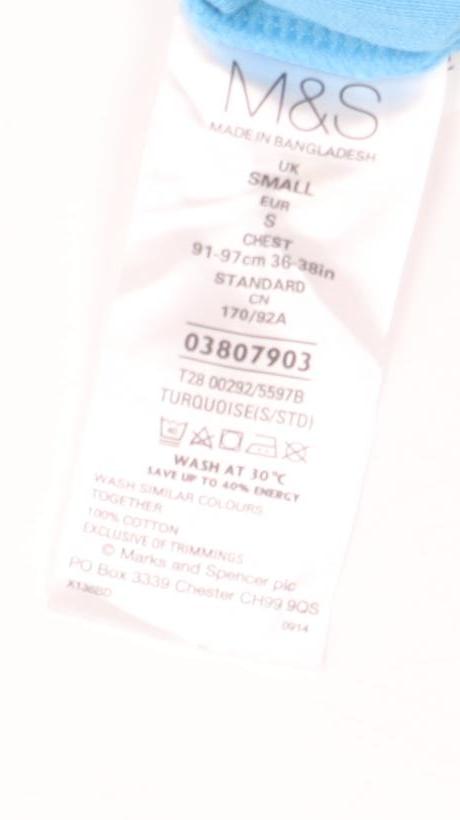 M&S
MADE IN BANGLADESH
UK
SMALL
EUR
S
CHEST
91-97cm 36-38in
STANDARD
CN
170/92A
03807903
T28 00292/5597B
TURQUOISE(S/STD)
WASH AT 30°C
SAVE UP TO 40% ENERGY
WASH SIMILAR COLOURS
TOGETHER
100% COTTON
EXCLUSIVE OF TRIMMINGS
© Marks and Spencer plc
PO Box 3339 Chester CH99 9QS
0914